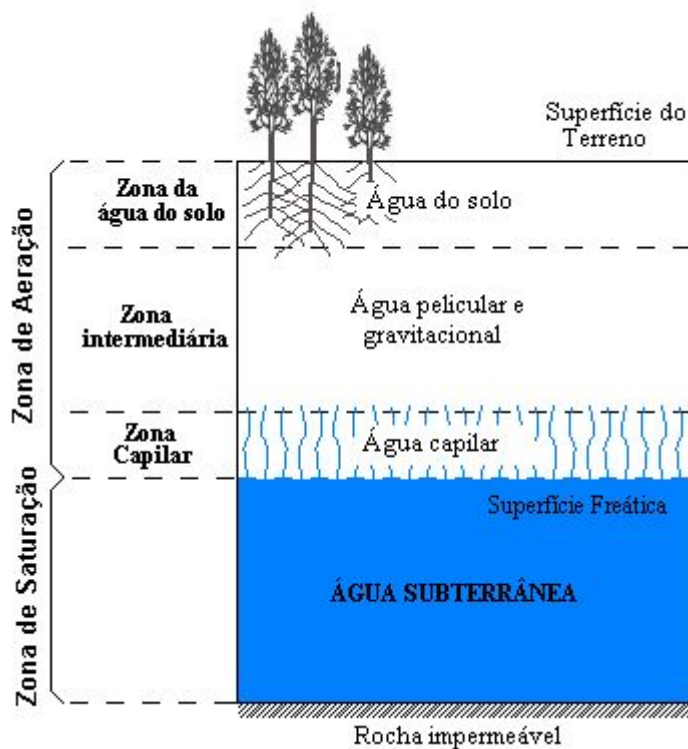 Superfície do
Terreno
Zona de Aeração
Zona da
água do solo
Água do solo
Zona
intermediária
Água pelicular e
gravitacional
Zona
Capilar
Água capilar
Zona de Saturação
Superfície Freática
ÁGUA SUBTERRÂNEA
Rocha impermeável